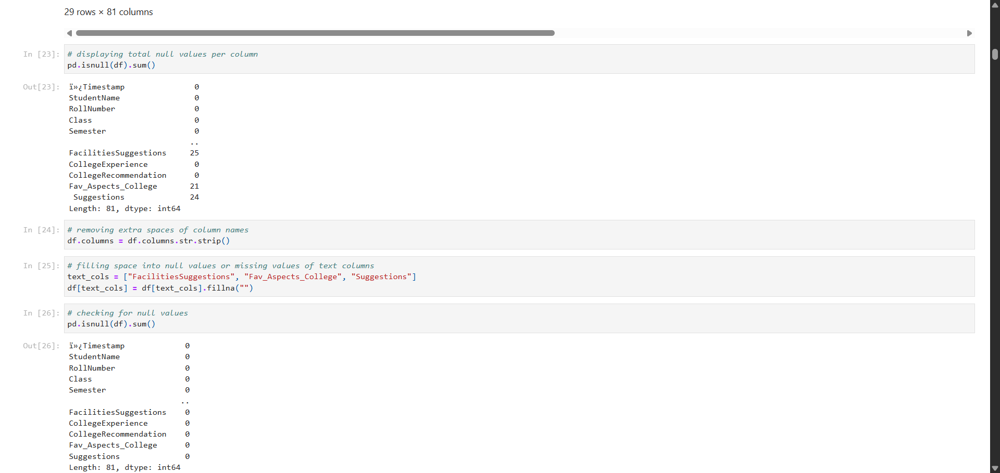 29 rows × 81 columns
In [23]: # displaying total null values per column
pd.isnull(df).sum()
Out[23]: ï»¿Timestamp 0
StudentName 0
RollNumber 0
Class 0
Semester 0
..
FacilitiesSuggestions 25
CollegeExperience 0
CollegeRecommendation 0
Fav_Aspects_College 21
Suggestions 24
Length: 81, dtype: int64
In [24]: # removing extra spaces of column names
df.columns = df.columns.str.strip()
In [25]: # filling space into null values or missing values of text columns
text_cols = ["FacilitiesSuggestions", "Fav_Aspects_College", "Suggestions"]
df[text_cols] = df[text_cols].fillna("")
In [26]: # checking for null values
pd.isnull(df).sum()
Out[26]: ï»¿Timestamp 0
StudentName 0
RollNumber 0
Class 0
Semester 0
..
FacilitiesSuggestions 0
CollegeExperience 0
CollegeRecommendation 0
Fav_Aspects_College 0
Suggestions 0
Length: 81, dtype: int64